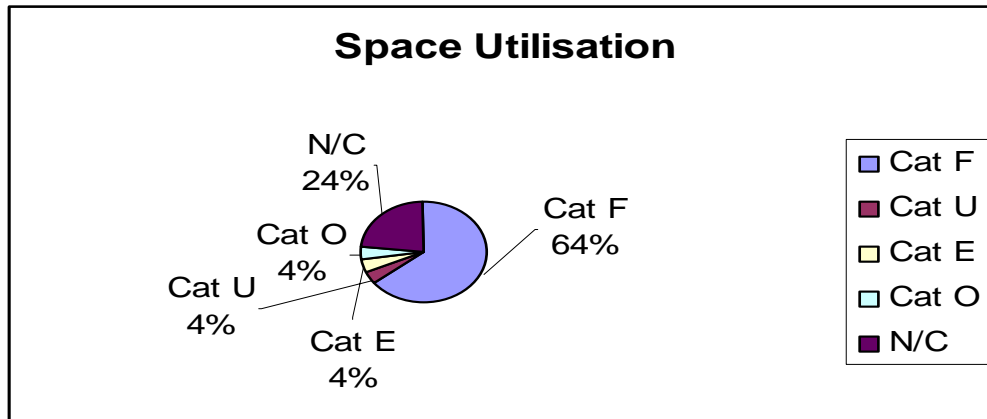 Space Utilisation
N/C
24%
Cat F
64%
Cat O
4%
Cat U
4%
Cat E
4%
Cat F
Cat U
Cat E
Cat O
N/C